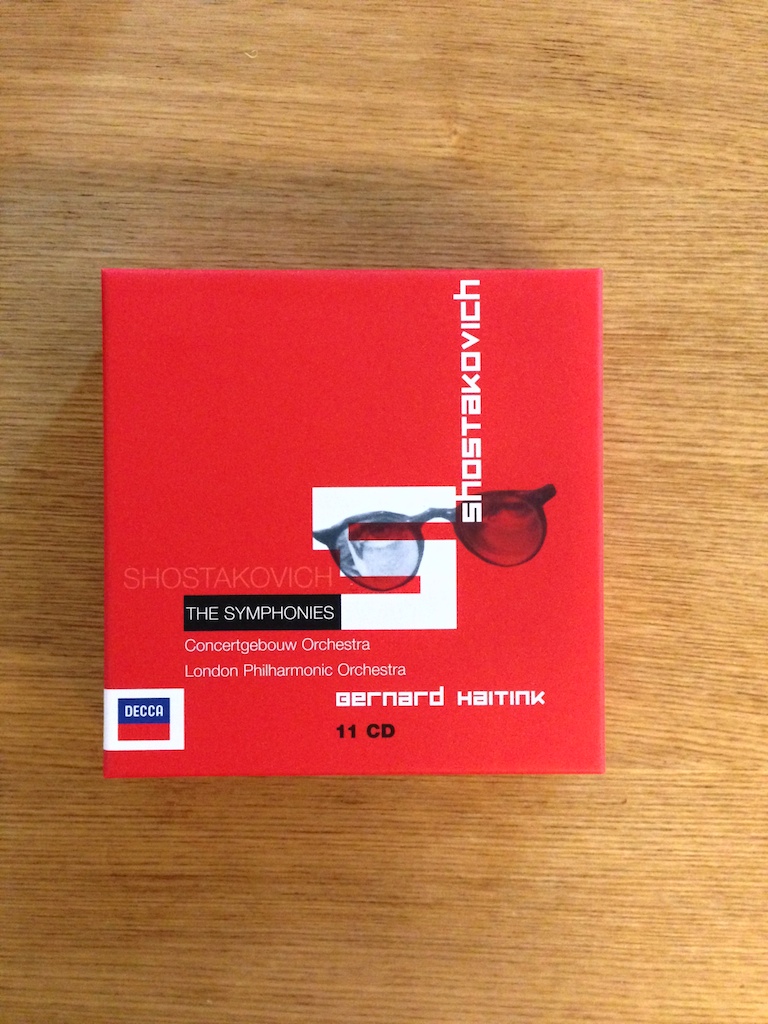 shostakovich
SHOSTAKOVICH
THE SYMPHONIES
Concertgebouw Orchestra
London Philharmonic Orchestra
Bernard Haitink
DECCA
11 CD